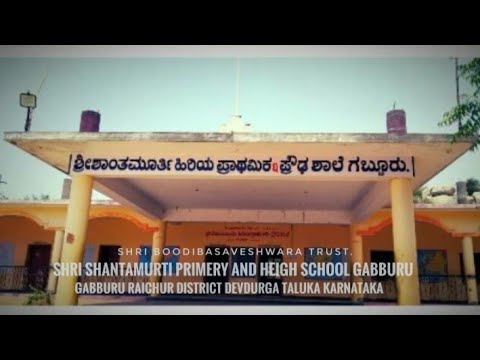 ಶ್ರೀಶಾಂತಮೂರ್ತಿ ಹಿರಿಯ ಪ್ರಾಥಮಿಕ ಪ್ರೌಢ ಶಾಲೆ ಗಬ್ಬೂರು.
SHRI BOODIBASAVESHWARA TRUST.
SHRI SHANTAMURTI PRIMERY AND HEIGH SCHOOL GABBURU
GABBURU RAICHUR DISTRICT DEVDURGA TALUKA KARNATAKA